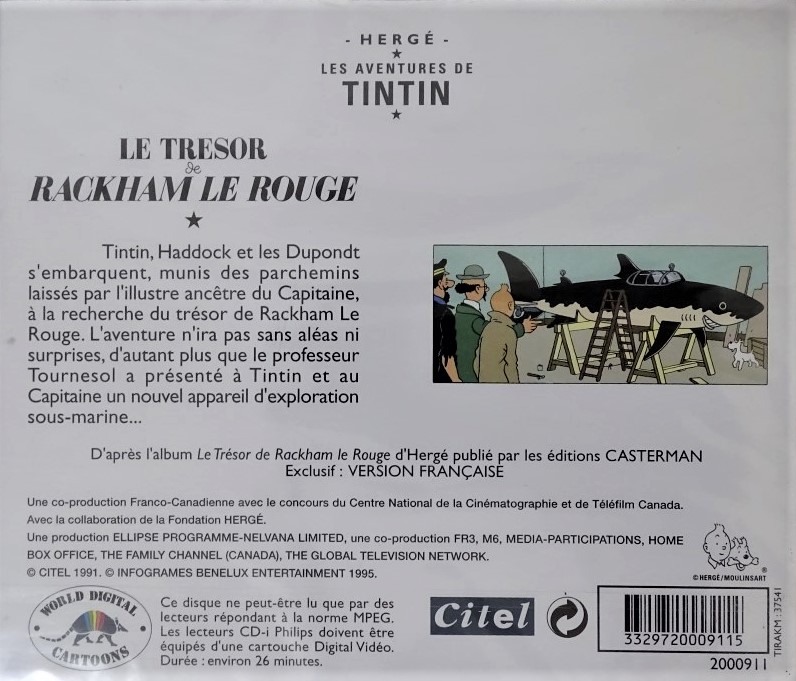 - HERGÉ -
LES AVENTURES DE
TINTIN
LE TRESOR
de
RACKHAM LE ROUGE
Tintin, Haddock et les Dupondt
s'embarquent, munis des parchemins
laissés par l'illustre ancêtre du Capitaine,
à la recherche du trésor de Rackham Le
Rouge. L'aventure n'ira pas sans aléas ni
surprises, d'autant plus que le professeur
Tournesol a présenté à Tintin et au
Capitaine un nouvel appareil d'exploration
sous-marine...
D'après l'album Le Trésor de Rackham le Rouge d'Hergé publié par les éditions CASTERMAN
Exclusif : VERSION FRANÇAISE
Une co-production Franco-Canadienne avec le concours du Centre National de la Cinématographie et de Téléfilm Canada.
Avec la collaboration de la Fondation HERGÉ.
Une production ELLIPSE PROGRAMME-NELVANA LIMITED, une co-production FR3, M6, MEDIA-PARTICIPATIONS, HOME
BOX OFFICE, THE FAMILY CHANNEL (CANADA), THE GLOBAL TELEVISION NETWORK.
© CITEL 1991. © INFOGRAMES BENELUX ENTERTAINMENT 1995.
© HERGÉ/MOULINSART
WORLD DIGITAL
CARTOONS
Ce disque ne peut-être lu que par des
lecteurs répondant à la norme MPEG.
Les lecteurs CD-i Philips doivent être
équipés d'une cartouche Digital Vidéo.
Durée : environ 26 minutes.
Citel
3329720009115
2000911
TIRAKM : 37541